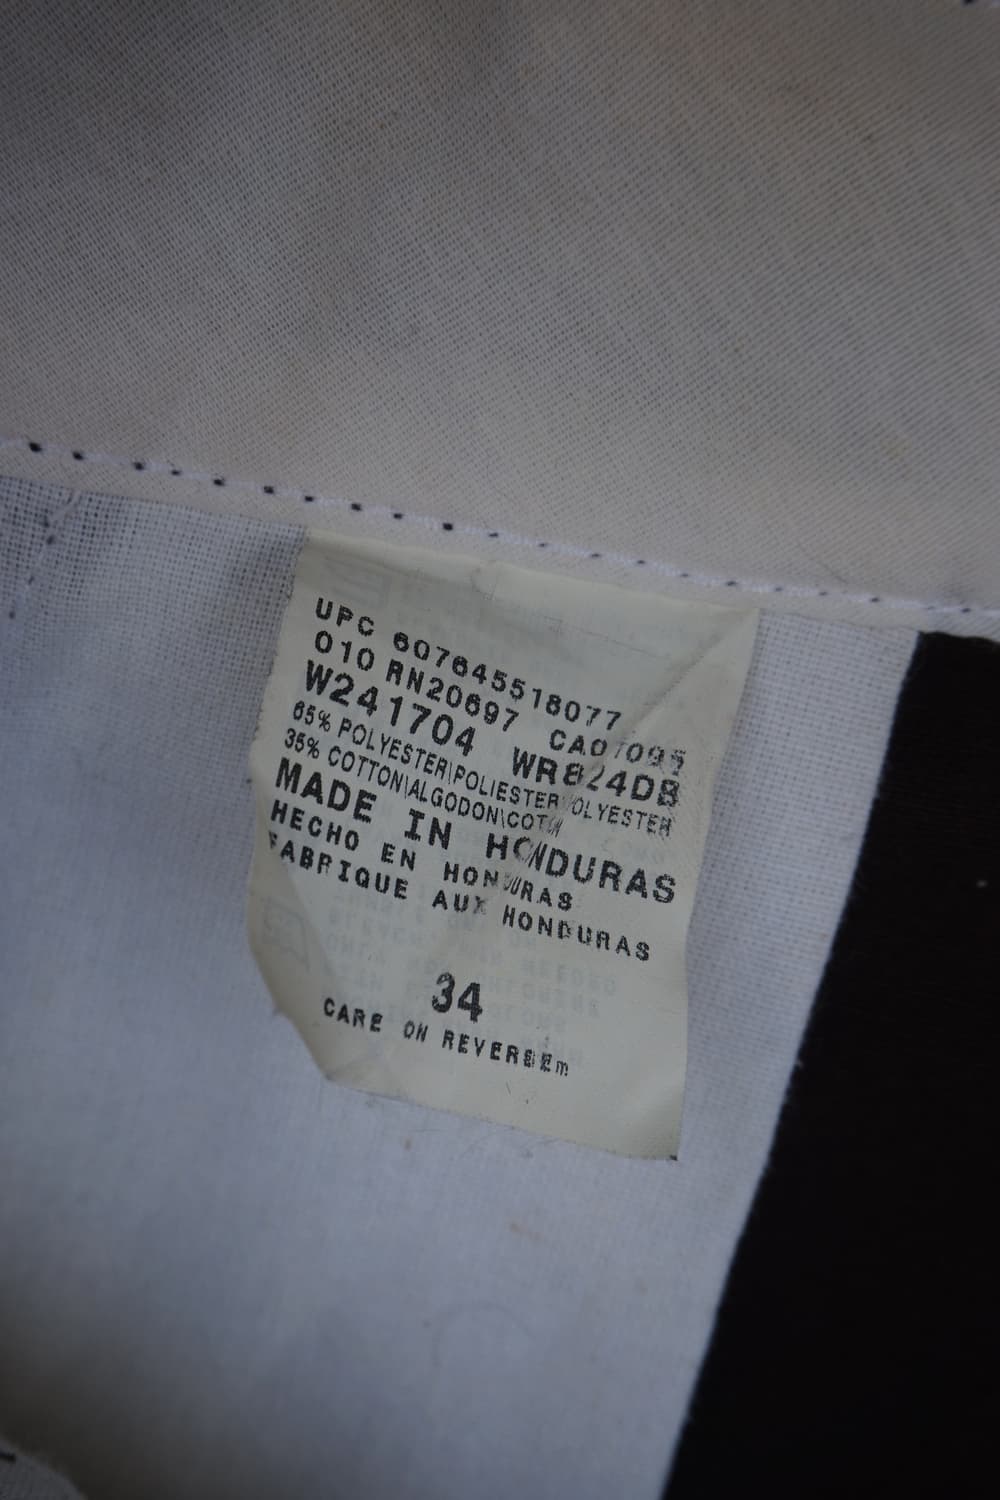 UPC 607645518077
010 RN20697 CA07095
W241704 WR824DB
65% POLYESTER\POLIESTER\POLYESTER
35% COTTON\ALGODON\COTON
MADE IN HONDURAS
HECHO EN HONDURAS
FABRIQUE AUX HONDURAS
34
CARE ON REVERSEm